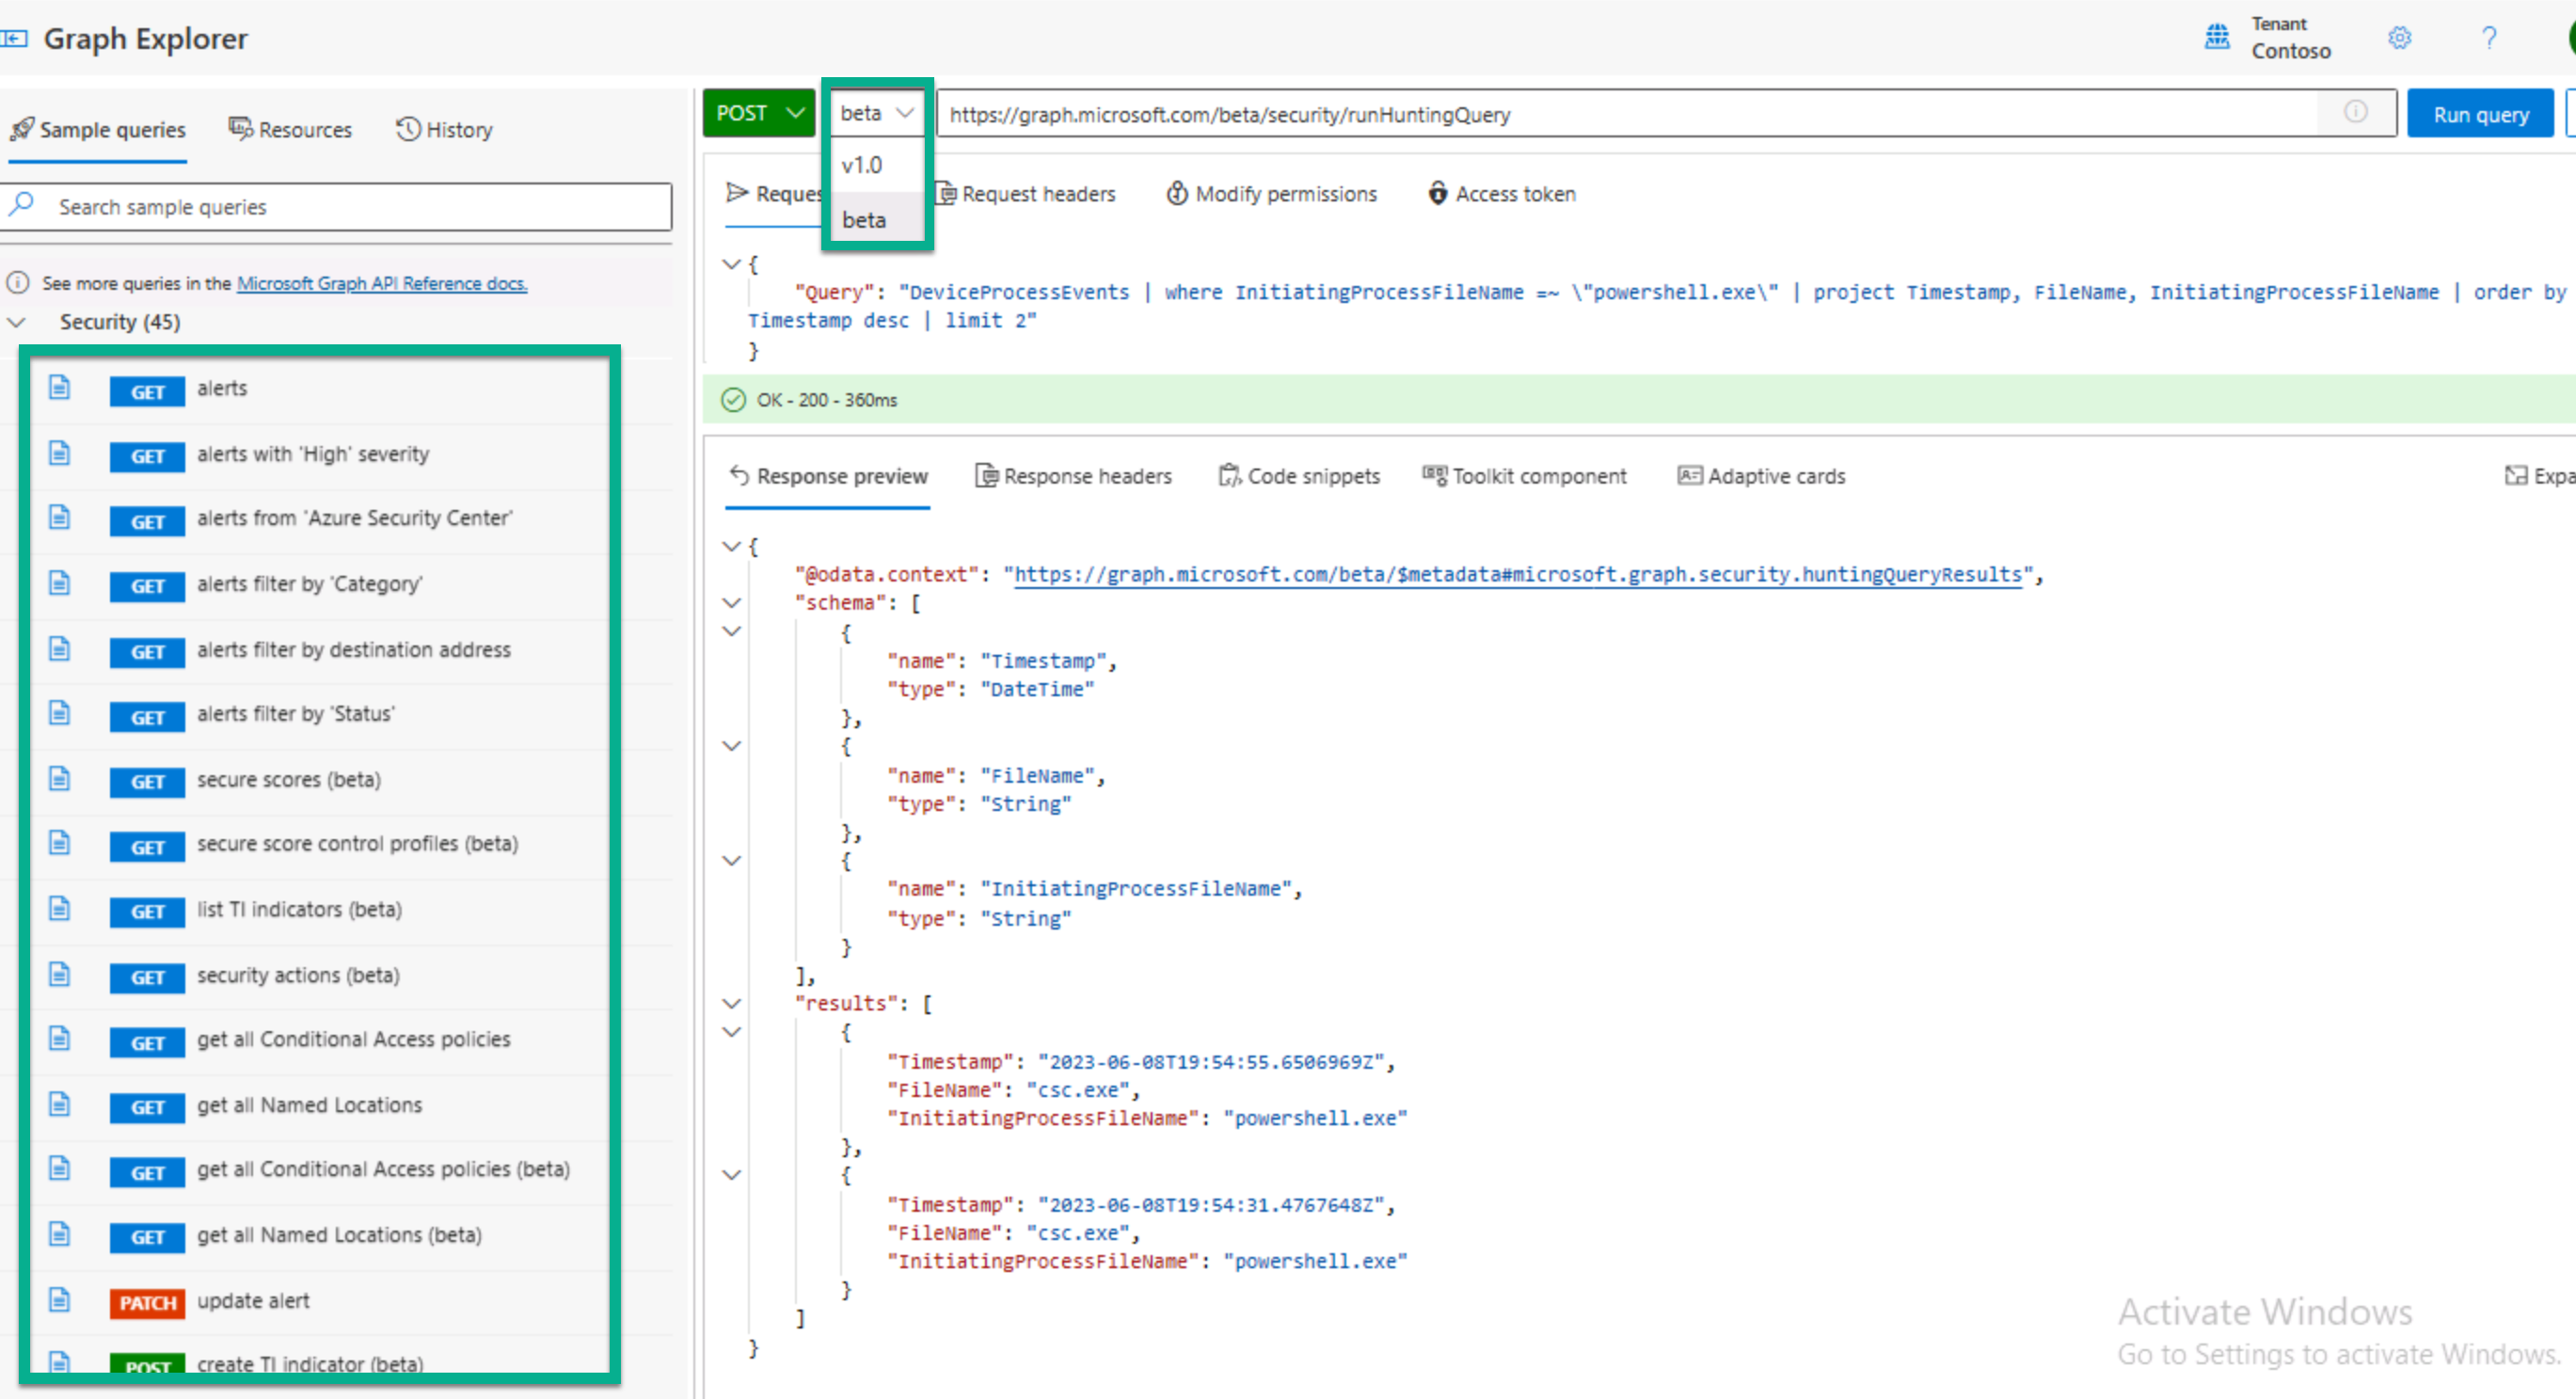 Graph Explorer
Tenant
Contoso
Sample queries
Resources
History
Search sample queries
See more queries in the Microsoft Graph API Reference docs.
Security (45)
GET alerts
GET alerts with 'High' severity
GET alerts from 'Azure Security Center'
GET alerts filter by 'Category'
GET alerts filter by destination address
GET alerts filter by 'Status'
GET secure scores (beta)
GET secure score control profiles (beta)
GET list TI indicators (beta)
GET security actions (beta)
GET get all Conditional Access policies
GET get all Named Locations
GET get all Conditional Access policies (beta)
GET get all Named Locations (beta)
PATCH update alert
POST create TI indicator (beta)
POST
beta
https://graph.microsoft.com/beta/security/runHuntingQuery
Run query
v1.0
beta
Reques
Request headers
Modify permissions
Access token
{
"Query": "DeviceProcessEvents | where InitiatingProcessFileName =~ \"powershell.exe\" | project Timestamp, FileName, InitiatingProcessFileName | order by
Timestamp desc | limit 2"
}
OK - 200 - 360ms
Response preview
Response headers
Code snippets
Toolkit component
Adaptive cards
Expa
{
"@odata.context": "https://graph.microsoft.com/beta/$metadata#microsoft.graph.security.huntingQueryResults",
"schema": [
{
"name": "Timestamp",
"type": "DateTime"
},
{
"name": "FileName",
"type": "String"
},
{
"name": "InitiatingProcessFileName",
"type": "String"
}
],
"results": [
{
"Timestamp": "2023-06-08T19:54:55.6506969Z",
"FileName": "csc.exe",
"InitiatingProcessFileName": "powershell.exe"
},
{
"Timestamp": "2023-06-08T19:54:31.4767648Z",
"FileName": "csc.exe",
"InitiatingProcessFileName": "powershell.exe"
}
]
}
Activate Windows
Go to Settings to activate Windows.